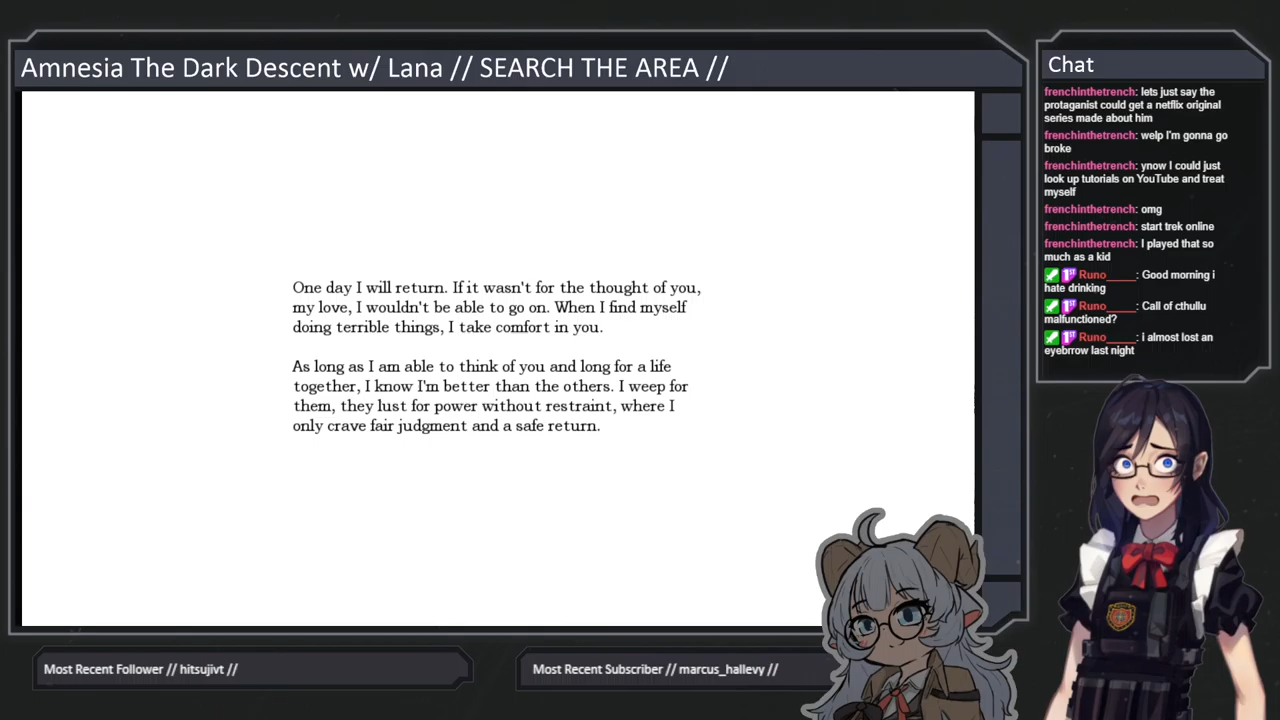 Amnesia The Dark Descent w/ Lana // SEARCH THE AREA //
One day I will return. If it wasn't for the thought of you,
my love, I wouldn't be able to go on. When I find myself
doing terrible things, I take comfort in you.
As long as I am able to think of you and long for a life
together, I know I'm better than the others. I weep for
them, they lust for power without restraint, where I
only crave fair judgment and a safe return.
Chat
frenchinthetrench: lets just say the
protaganist could get a netflix original
series made about him
frenchinthetrench: welp I'm gonna go
broke
frenchinthetrench: ynow I could just
look up tutorials on YouTube and treat
myself
frenchinthetrench: omg
frenchinthetrench: start trek online
frenchinthetrench: I played that so
much as a kid
1ST Runo_____: Good morning i
hate drinking
1ST Runo_____: Call of cthullu
malfunctioned?
1ST Runo_____: i almost lost an
eyebrrow last night
Most Recent Follower // hitsujivt //
Most Recent Subscriber // marcus_hallevy //